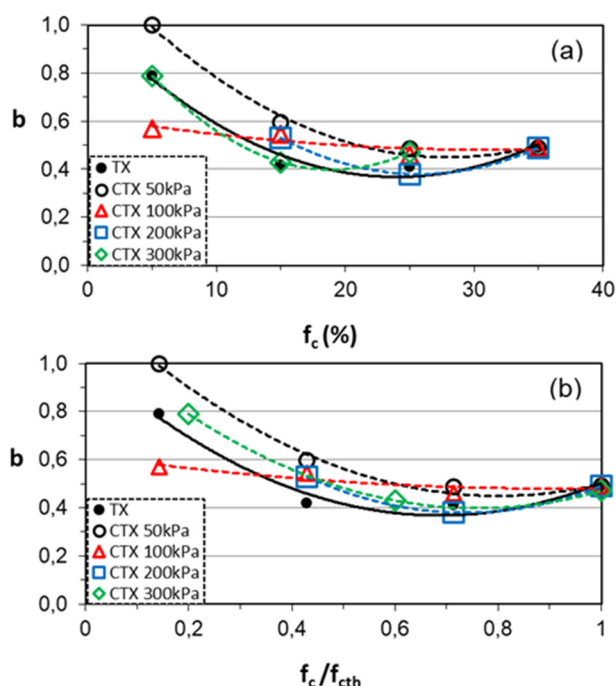 (a)
1,0
0,8
0,6
b
0,4
0,2
0,0
TX
CTX 50kPa
CTX 100kPa
CTX 200kPa
CTX 300kPa
0 10 20 30 40
fc (%)
(b)
1,0
0,8
0,6
b
0,4
0,2
0,0
TX
CTX 50kPa
CTX 100kPa
CTX 200kPa
CTX 300kPa
0 0,2 0,4 0,6 0,8 1
fc/fcth